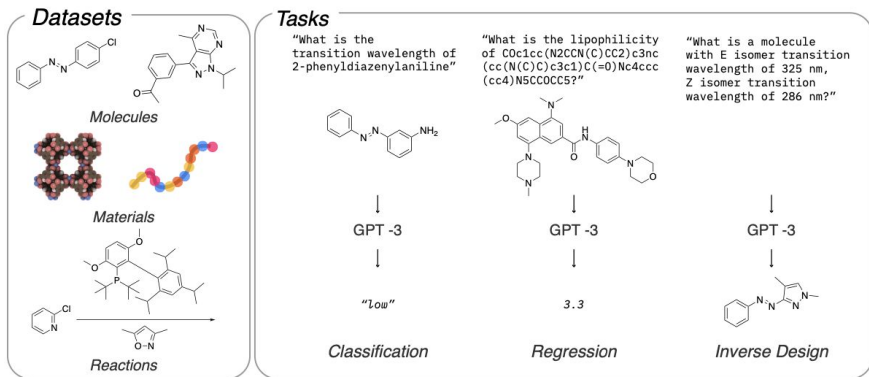 Datasets
Cl
N
N
N
N
N
N
O
Molecules
Materials
O
O
P
Cl
N
O
N
Reactions
Tasks
“What is the
transition wavelength of
2-phenyldiazenylaniline”
N
N
NH₂
GPT -3
“low”
Classification
“What is the lipophilicity
of COc1cc(N2CCN(C)CC2)c3nc
(cc(N(C)C)c3c1)C(=O)Nc4ccc
(cc4)N5CCOCC5?”
N
O
N
N
O
NH
N
O
GPT -3
3.3
Regression
“What is a molecule
with E isomer transition
wavelength of 325 nm,
Z isomer transition
wavelength of 286 nm?”
GPT -3
N
N
N
N
Inverse Design